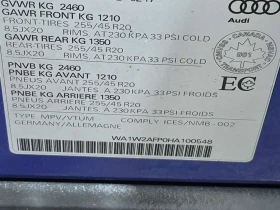 GVWR KG 2460
GAWR FRONT KG 1210
FRONT TIRES 255/45 R20
8.5JX20 RIMS, AT 230 KPA 33 PSI COLD
GAWR REAR KG 1350
REAR TIRES 255/45 R20
8.5JX20 RIMS, AT 230 KPA 33 PSI COLD
Audi
CANADA
EC
PNBV KG 2460
PNBE KG AVANT 1210
PNEUS AVANT 255/45 R20
8.5JX20 JANTES, A 230 KPA 33 PSI FROIDS
PNBE KG ARRIERE 1350
PNEUS ARRIERE 255/45 R20
8.5JX20 JANTES, A 230 KPA 33 PSI FROIDS
TYPE: MPV/VTUM COMPLIES: ICES/NMB-002
GERMANY/ALLEMAGNE
WA1W2AFP0HA100548